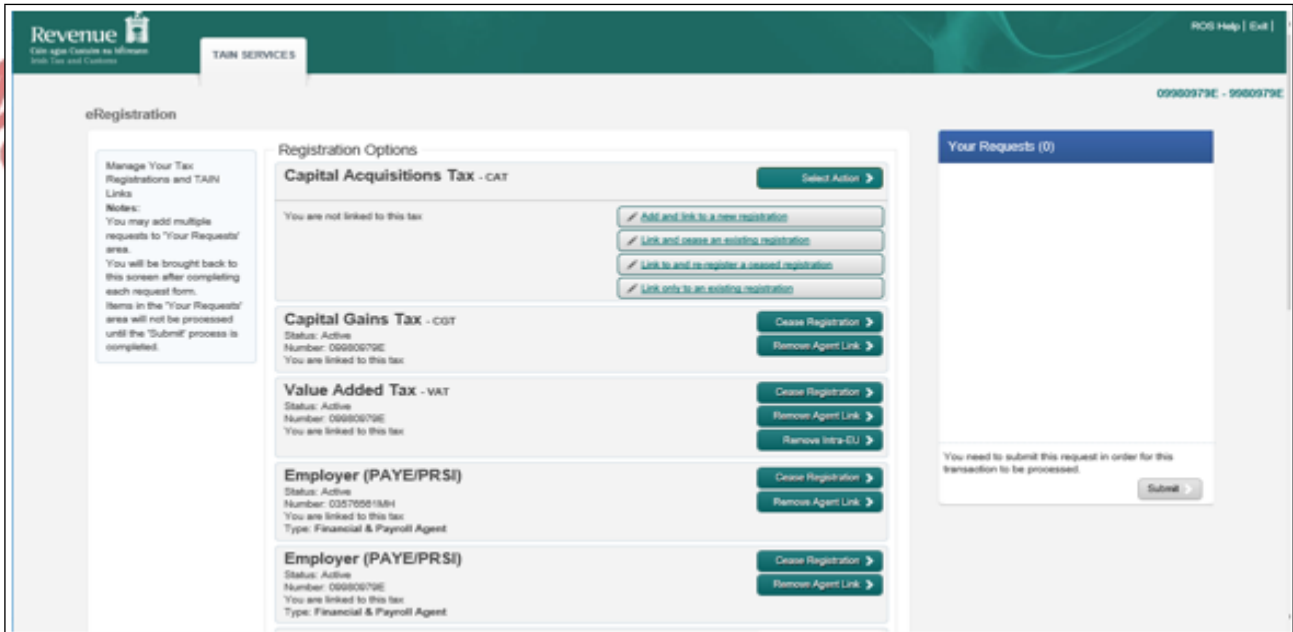 Revenue
Cáin agus Custaim na hÉireann
Irish Tax and Customs
TAIN SERVICES
ROS Help | Exit |
09980979E - 9980979E
eRegistration
Manage Your Tax
Registrations and TAIN
Links
Notes:
You may add multiple
requests to 'Your Requests'
area.
You will be brought back to
this screen after completing
each request form.
Items in the 'Your Requests'
area will not be processed
until the 'Submit' process is
completed.
Registration Options
Capital Acquisitions Tax - CAT
Select Action
You are not linked to this tax
Add and link to a new registration
Link and cease an existing registration
Link to and re-register a ceased registration
Link only to an existing registration
Capital Gains Tax - CGT
Status: Active
Number: 09980979E
You are linked to this tax
Cease Registration
Remove Agent Link
Value Added Tax - VAT
Status: Active
Number: 09980979E
You are linked to this tax
Cease Registration
Remove Agent Link
Remove Intra-EU
Employer (PAYE/PRSI)
Status: Active
Number:
You are linked to this tax
Type: Financial & Payroll Agent
Cease Registration
Remove Agent Link
Employer (PAYE/PRSI)
Status: Active
Number: 09980979E
You are linked to this tax
Type: Financial & Payroll Agent
Cease Registration
Remove Agent Link
Your Requests (0)
You need to submit this request in order for this
transaction to be processed.
Submit